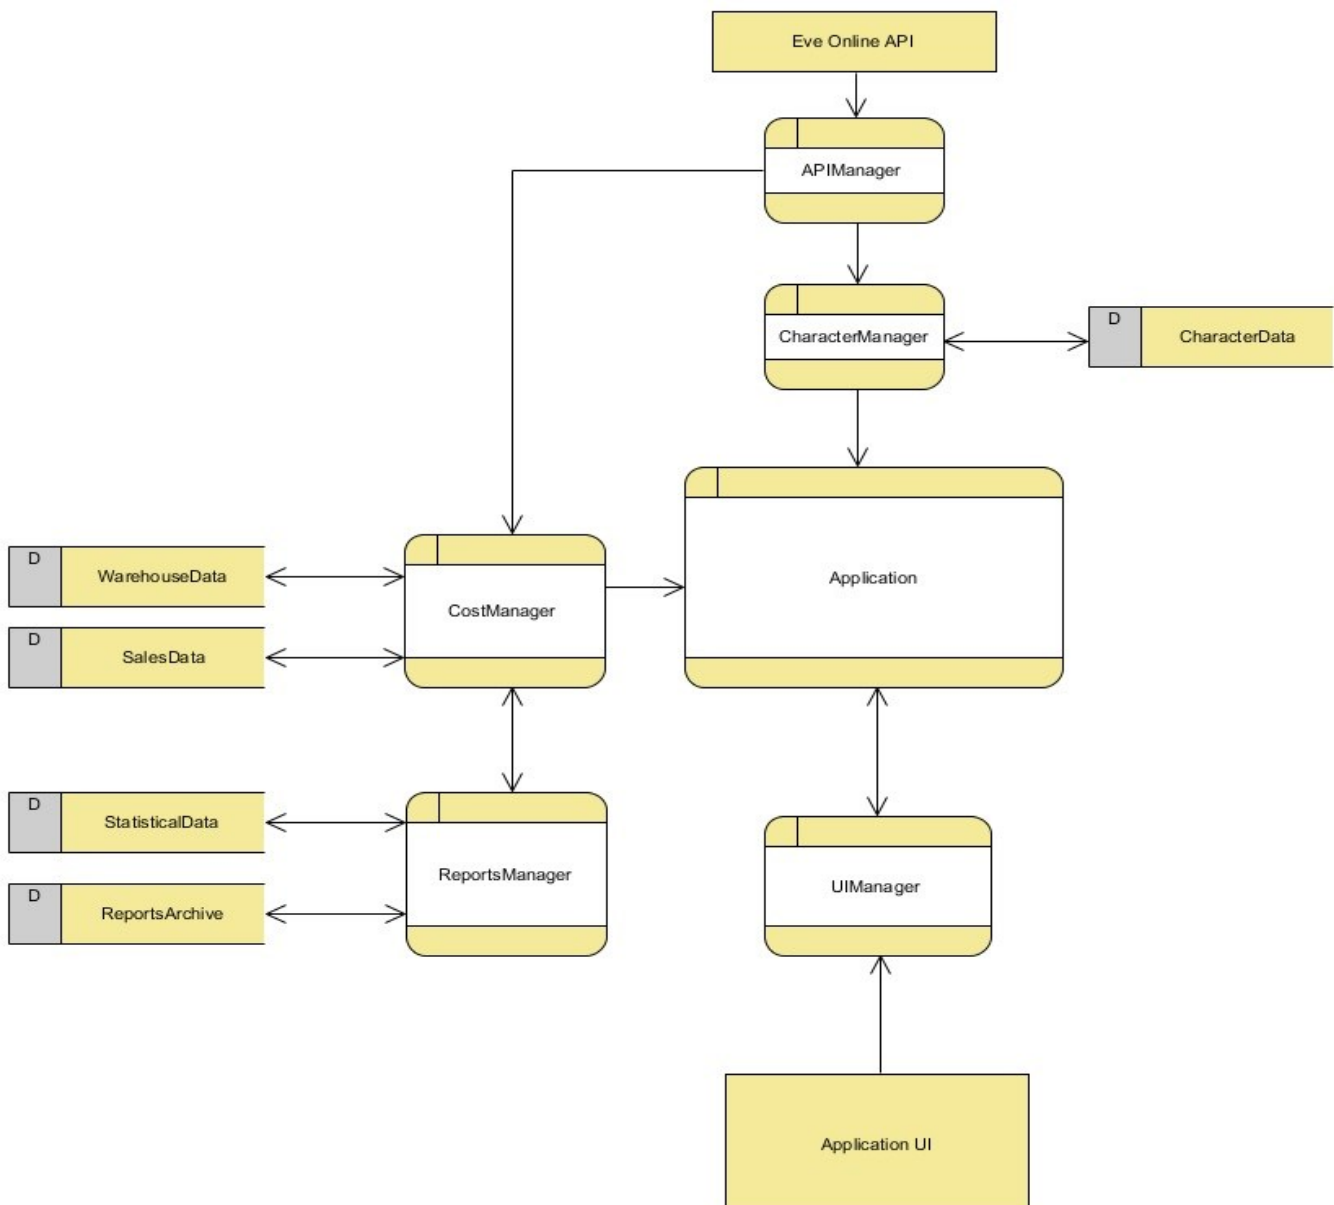 Eve Online API
APIManager
CharacterManager
D
CharacterData
Application
D
WarehouseData
CostManager
D
SalesData
D
StatisticalData
ReportsManager
UIManager
D
ReportsArchive
Application UI